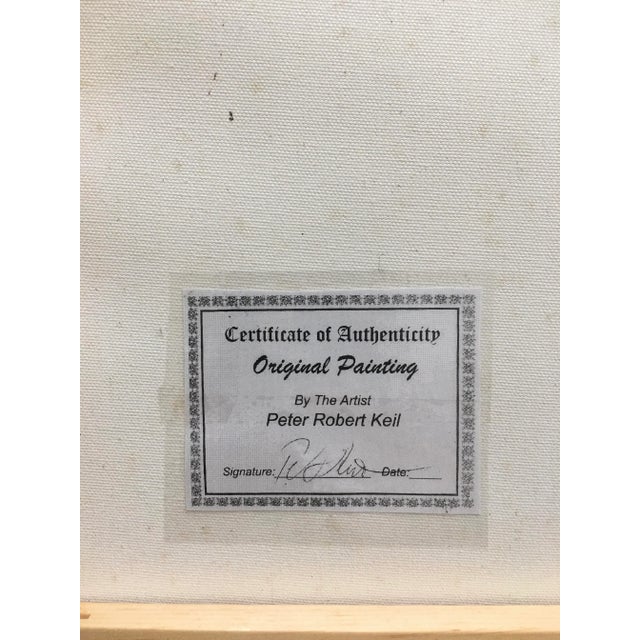 Certificate of Authenticity
Original Painting
By The Artist
Peter Robert Keil
Signature: Date: